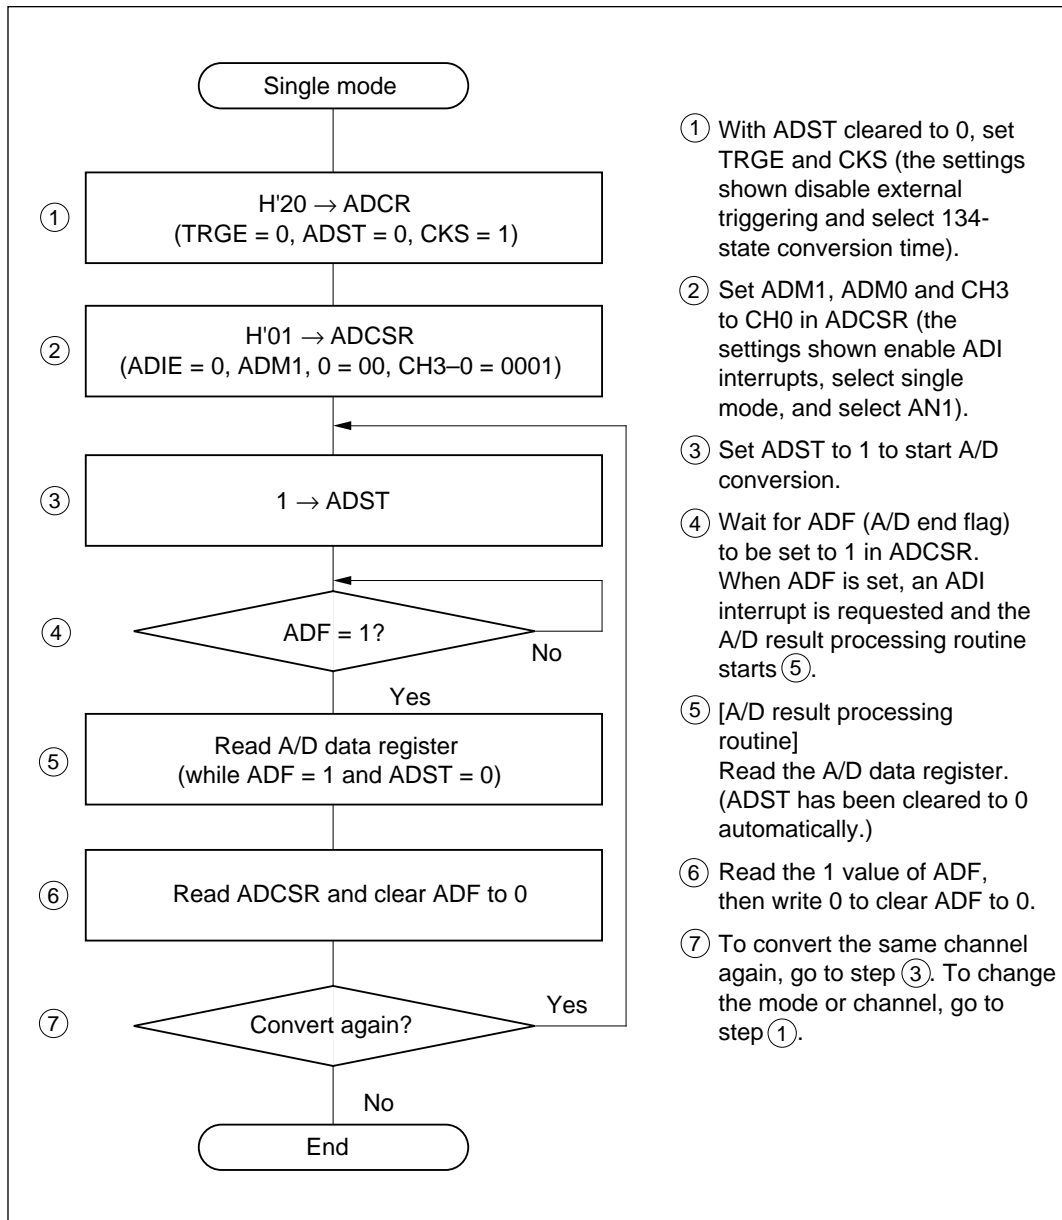 Single mode
1
H'20 → ADCR
(TRGE = 0, ADST = 0, CKS = 1)
2
H'01 → ADCSR
(ADIE = 0, ADM1, 0 = 00, CH3–0 = 0001)
3
1 → ADST
4
ADF = 1?
No
Yes
5
Read A/D data register
(while ADF = 1 and ADST = 0)
6
Read ADCSR and clear ADF to 0
7
Convert again?
Yes
No
End
1 With ADST cleared to 0, set
TRGE and CKS (the settings
shown disable external
triggering and select 134-
state conversion time).
2 Set ADM1, ADM0 and CH3
to CH0 in ADCSR (the
settings shown enable ADI
interrupts, select single
mode, and select AN1).
3 Set ADST to 1 to start A/D
conversion.
4 Wait for ADF (A/D end flag)
to be set to 1 in ADCSR.
When ADF is set, an ADI
interrupt is requested and the
A/D result processing routine
starts 5.
5 [A/D result processing
routine]
Read the A/D data register.
(ADST has been cleared to 0
automatically.)
6 Read the 1 value of ADF,
then write 0 to clear ADF to 0.
7 To convert the same channel
again, go to step 3. To change
the mode or channel, go to
step 1.